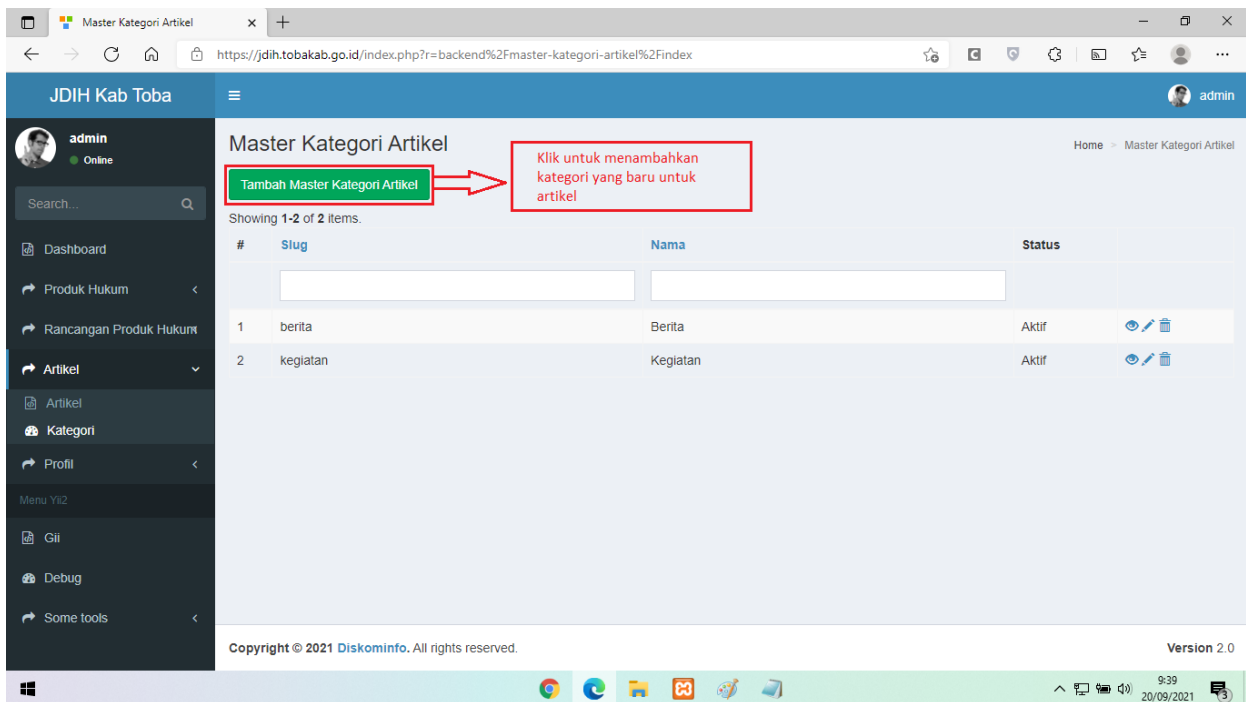 Master Kategori Artikel
https://jdih.tobakab.go.id/index.php?r=backend%2Fmaster-kategori-artikel%2Findex
JDIH Kab Toba
admin
admin
Online
Search...
Dashboard
Produk Hukum
Rancangan Produk Hukum
Artikel
Artikel
Kategori
Profil
Menu Yii2
Gii
Debug
Some tools
Master Kategori Artikel
Home > Master Kategori Artikel
Tambah Master Kategori Artikel
Klik untuk menambahkan
kategori yang baru untuk
artikel
Showing 1-2 of 2 items.
# Slug Nama Status
1 berita Berita Aktif
2 kegiatan Kegiatan Aktif
Copyright © 2021 Diskominfo. All rights reserved.
Version 2.0
9:39
20/09/2021
3